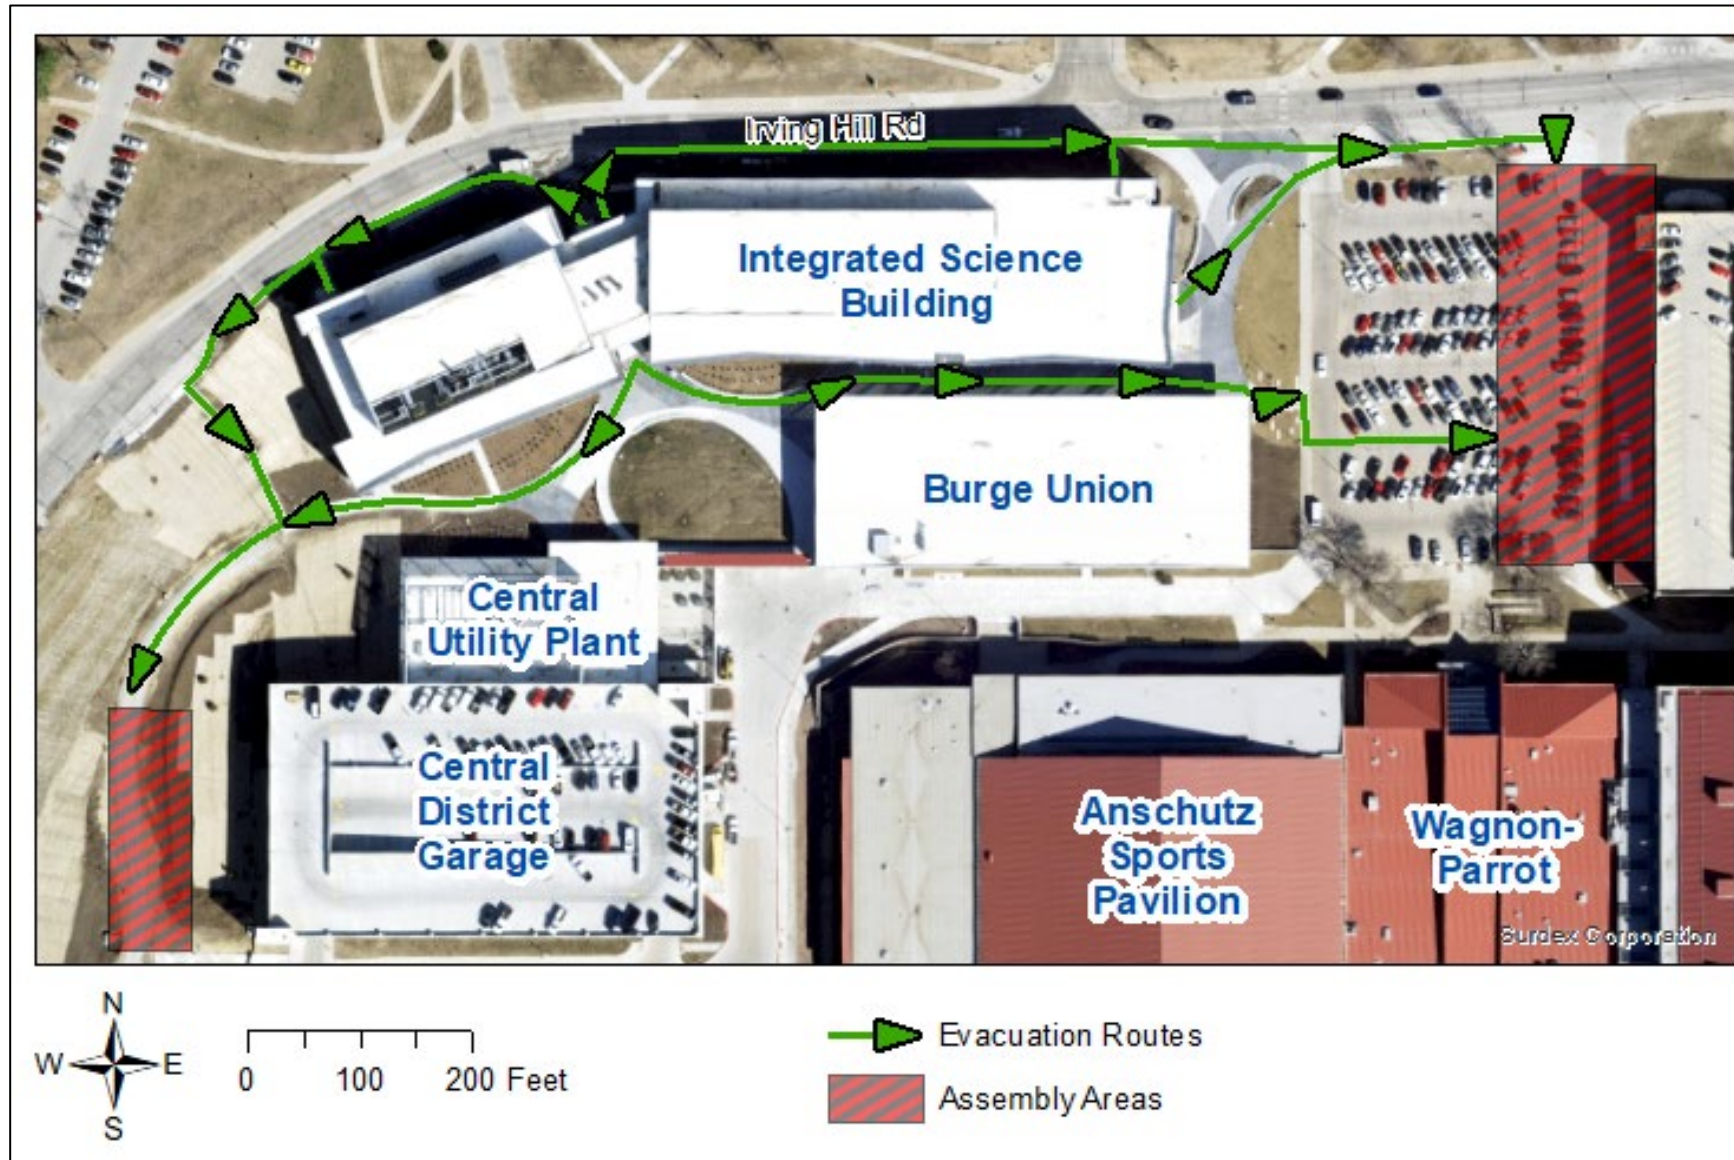 Irving Hill Rd
Integrated Science
Building
Burge Union
Central
Utility Plant
Central
District
Garage
Anschutz
Sports
Pavilion
Wagnon-
Parrot
Surdex Corporation
N
W
E
S
0
100
200 Feet
Evacuation Routes
Assembly Areas